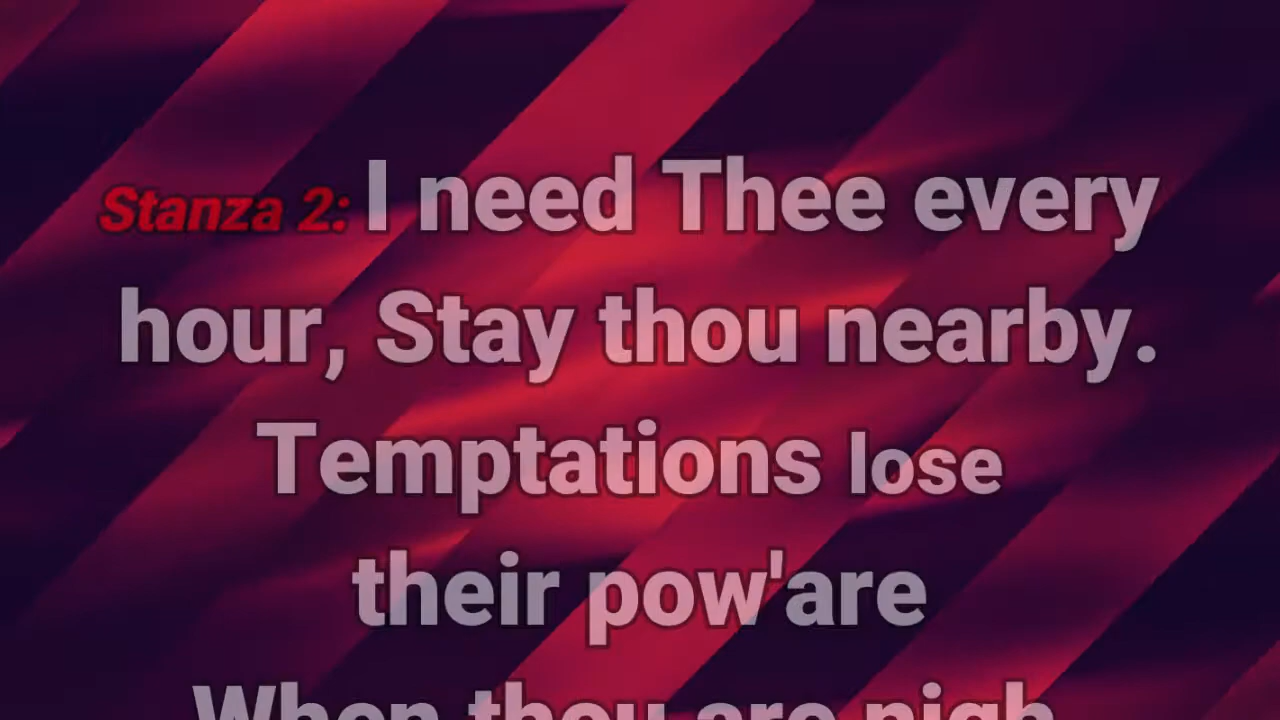 Stanza 2: I need Thee every
hour, Stay thou nearby.
Temptations lose
their pow'are
When thou are nigh